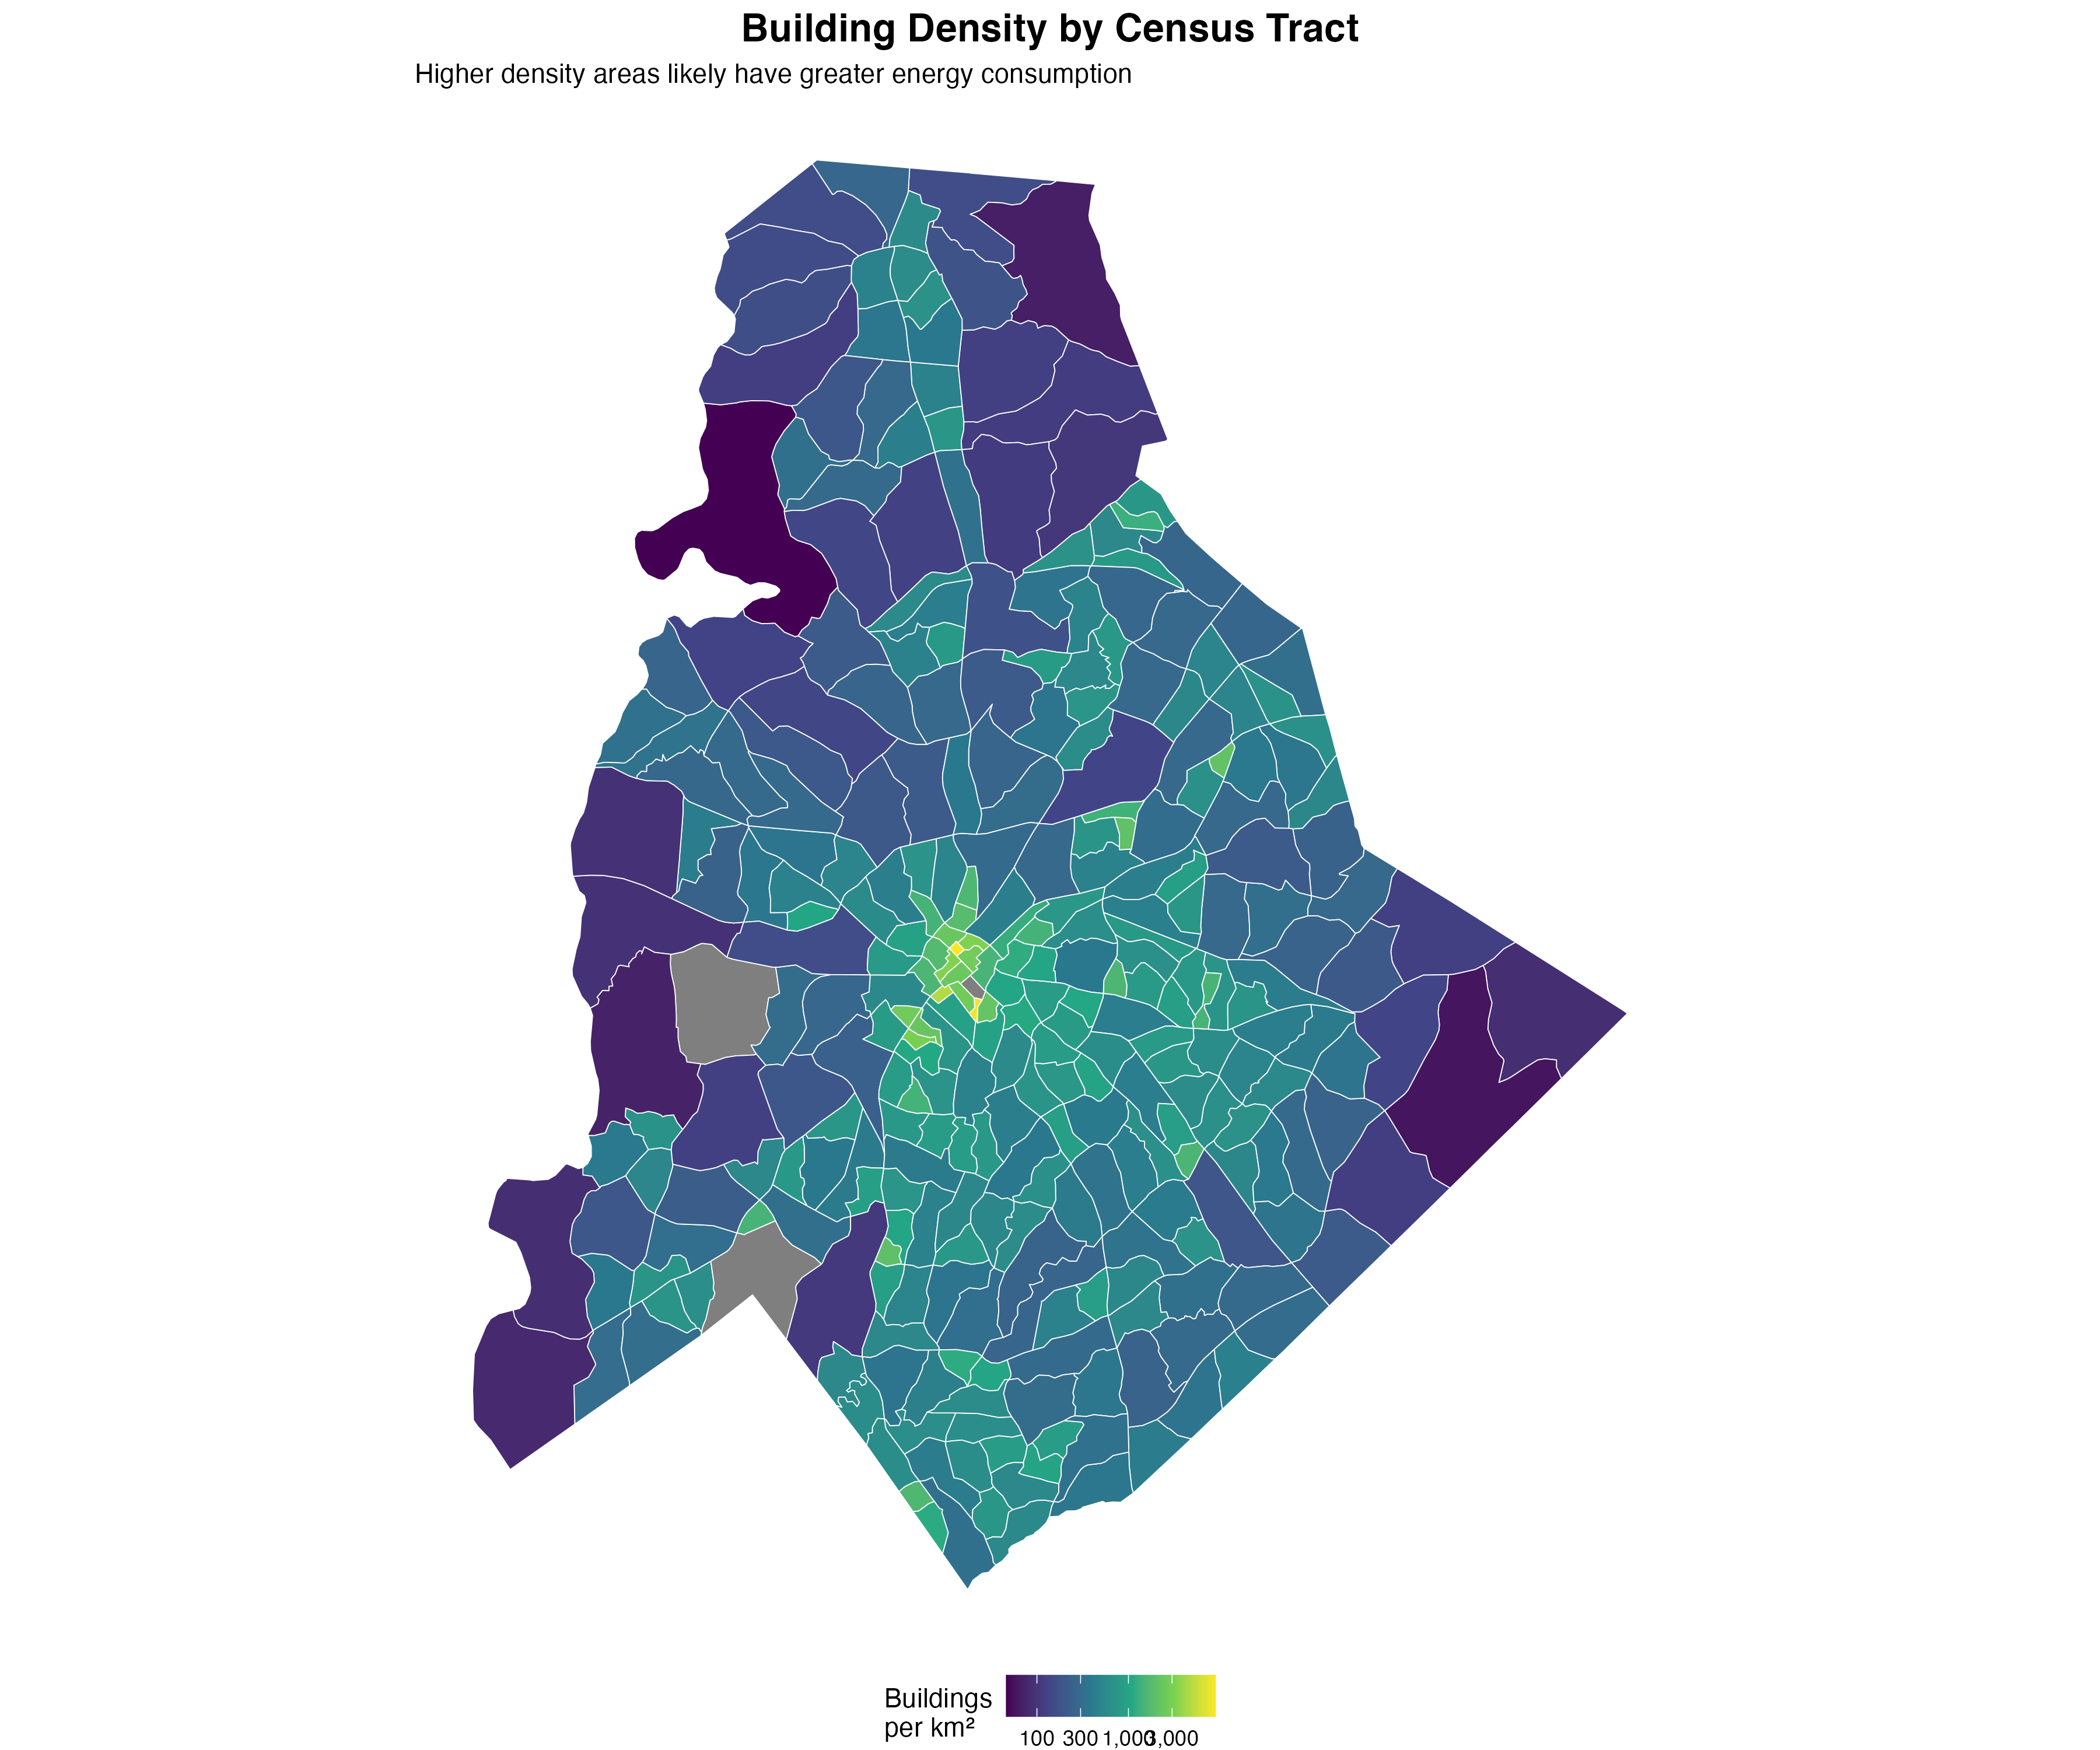 Building Density by Census Tract
Higher density areas likely have greater energy consumption
Buildings
per km²
100 300 1,000 3,000